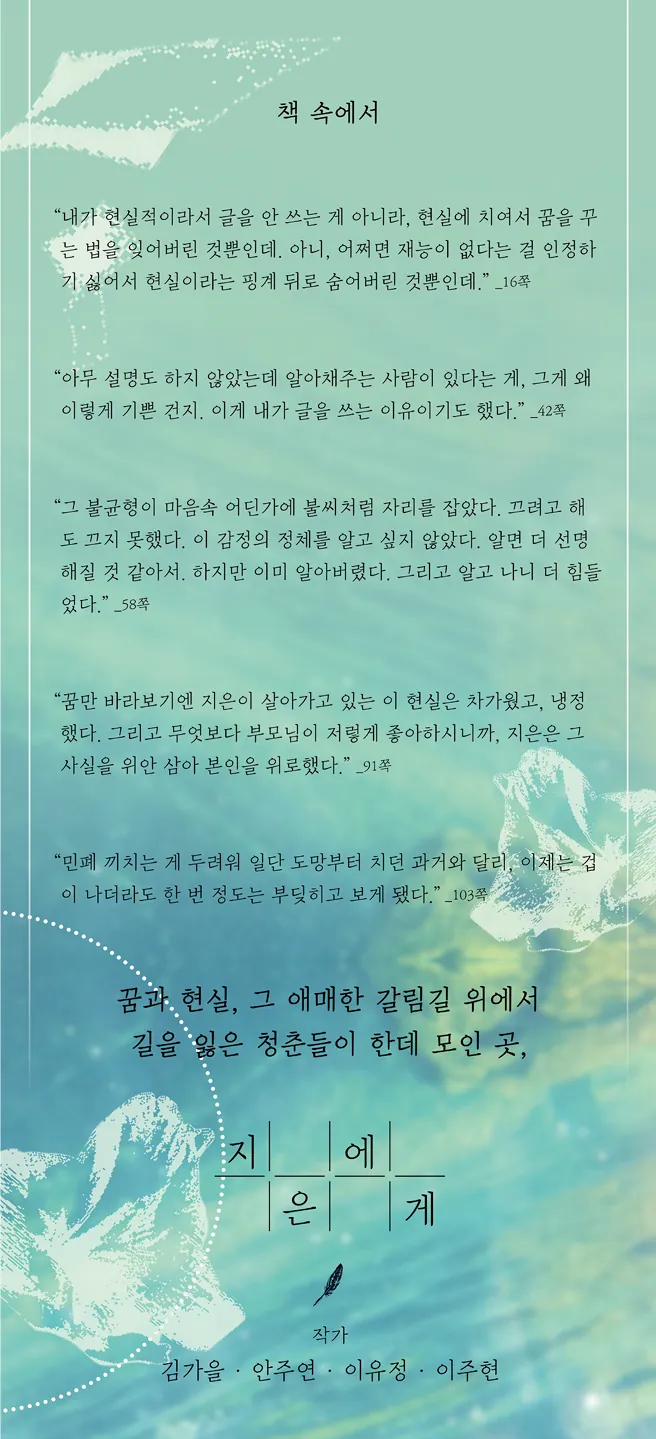 책 속에서
“내가 현실적이라서 글을 안 쓰는 게 아니라, 현실에 치여서 꿈을 꾸
는 법을 잊어버린 것뿐인데. 아니, 어쩌면 재능이 없다는 걸 인정하
기 싫어서 현실이라는 핑계 뒤로 숨어버린 것뿐인데.” _16쪽
“아무 설명도 하지 않았는데 알아채주는 사람이 있다는 게, 그게 왜
이렇게 기쁜 건지. 이게 내가 글을 쓰는 이유이기도 했다.” _42쪽
“그 불균형이 마음속 어딘가에 불씨처럼 자리를 잡았다. 끄려고 해
도 끄지 못했다. 이 감정의 정체를 알고 싶지 않았다. 알면 더 선명
해질 것 같아서. 하지만 이미 알아버렸다. 그리고 알고 나니 더 힘들
었다.” _58쪽
“꿈만 바라보기엔 지은이 살아가고 있는 이 현실은 차가웠고, 냉정
했다. 그리고 무엇보다 부모님이 저렇게 좋아하시니까, 지은은 그
사실을 위안 삼아 본인을 위로했다.” _91쪽
“민폐 끼치는 게 두려워 일단 도망부터 치던 과거와 달리, 이제는 겁
이 나더라도 한 번 정도는 부딪히고 보게 됐다.” _103쪽
꿈과 현실, 그 애매한 갈림길 위에서
길을 잃은 청춘들이 한데 모인 곳,
지은에게
작가
김가을 · 안주연 · 이유정 · 이주현